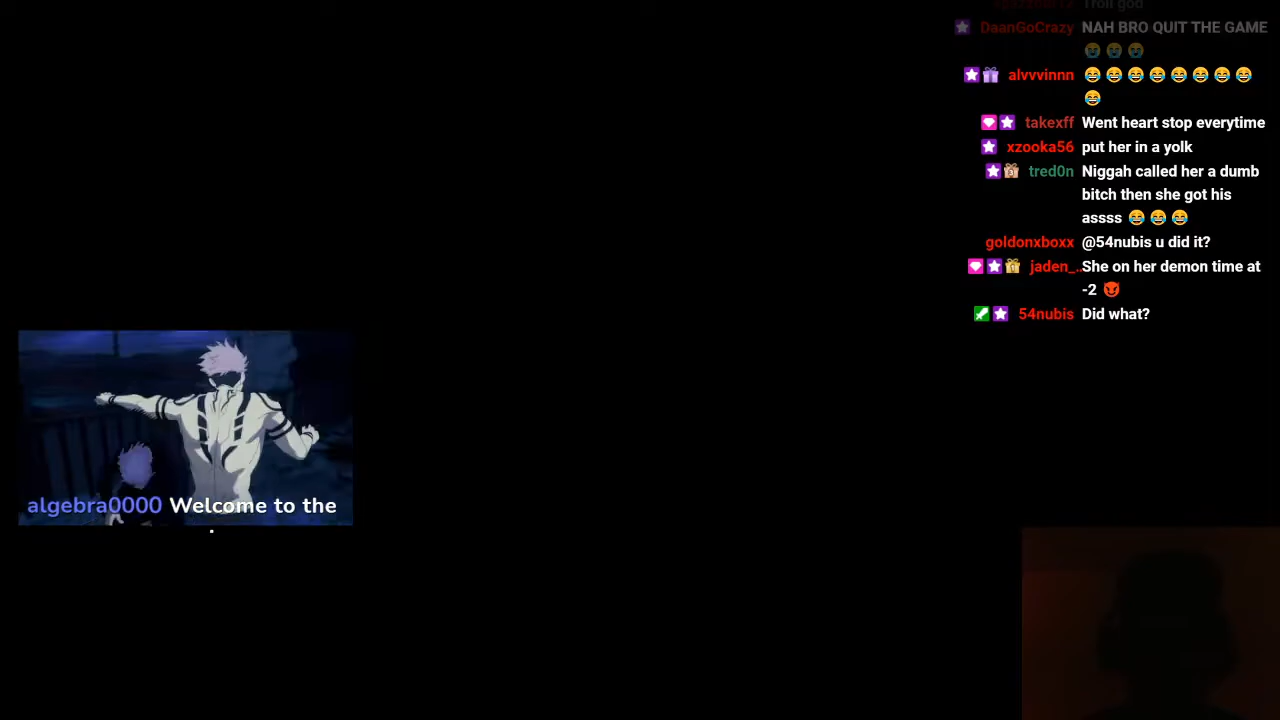 Troll god
DaanGoCrazy NAH BRO QUIT THE GAME
😭 😭 😭
alvvvinnn 😂 😂 😂 😂 😂 😂 😂 😂
😂
takexff Went heart stop everytime
xzooka56 put her in a yolk
tred0n Niggah called her a dumb
bitch then she got his
assss 😂 😂 😂
goldonxboxx @54nubis u did it?
jaden_.. She on her demon time at
-2 😈
54nubis Did what?
algebra0000 Welcome to the